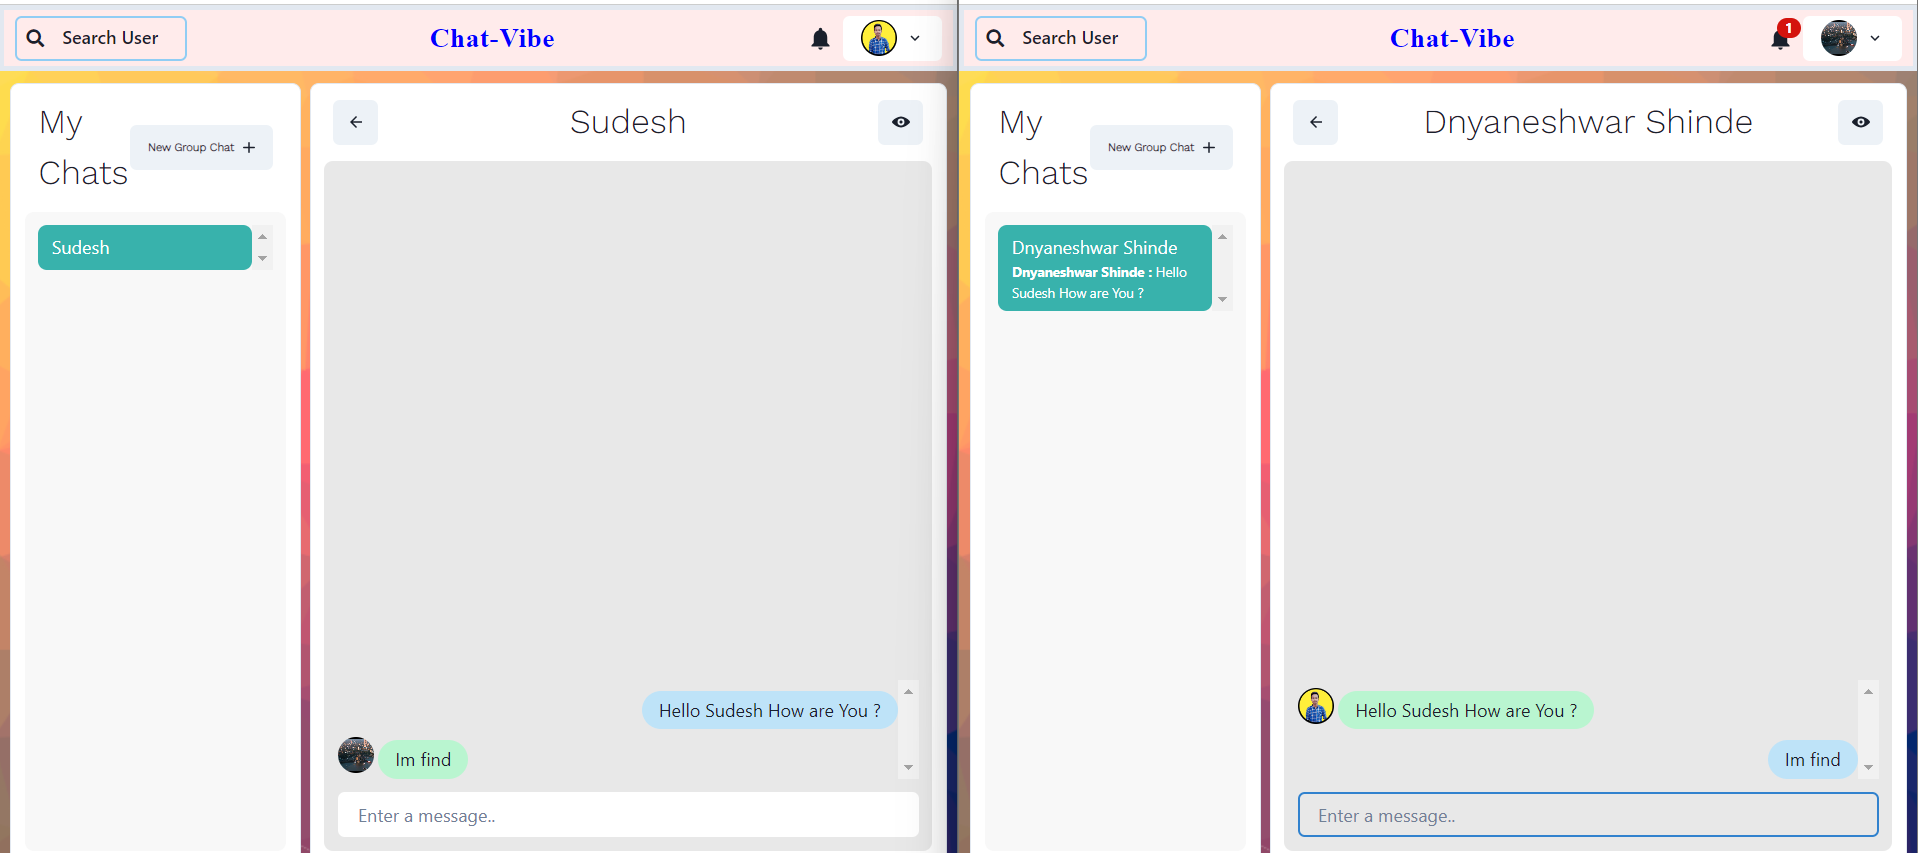 Search User
Chat-Vibe
My
Chats
New Group Chat +
Sudesh
Sudesh
Hello Sudesh How are You ?
Im find
Enter a message..
Search User
Chat-Vibe
1
My
Chats
New Group Chat +
Dnyaneshwar Shinde
Dnyaneshwar Shinde : Hello
Sudesh How are You ?
Dnyaneshwar Shinde
Hello Sudesh How are You ?
Im find
Enter a message..